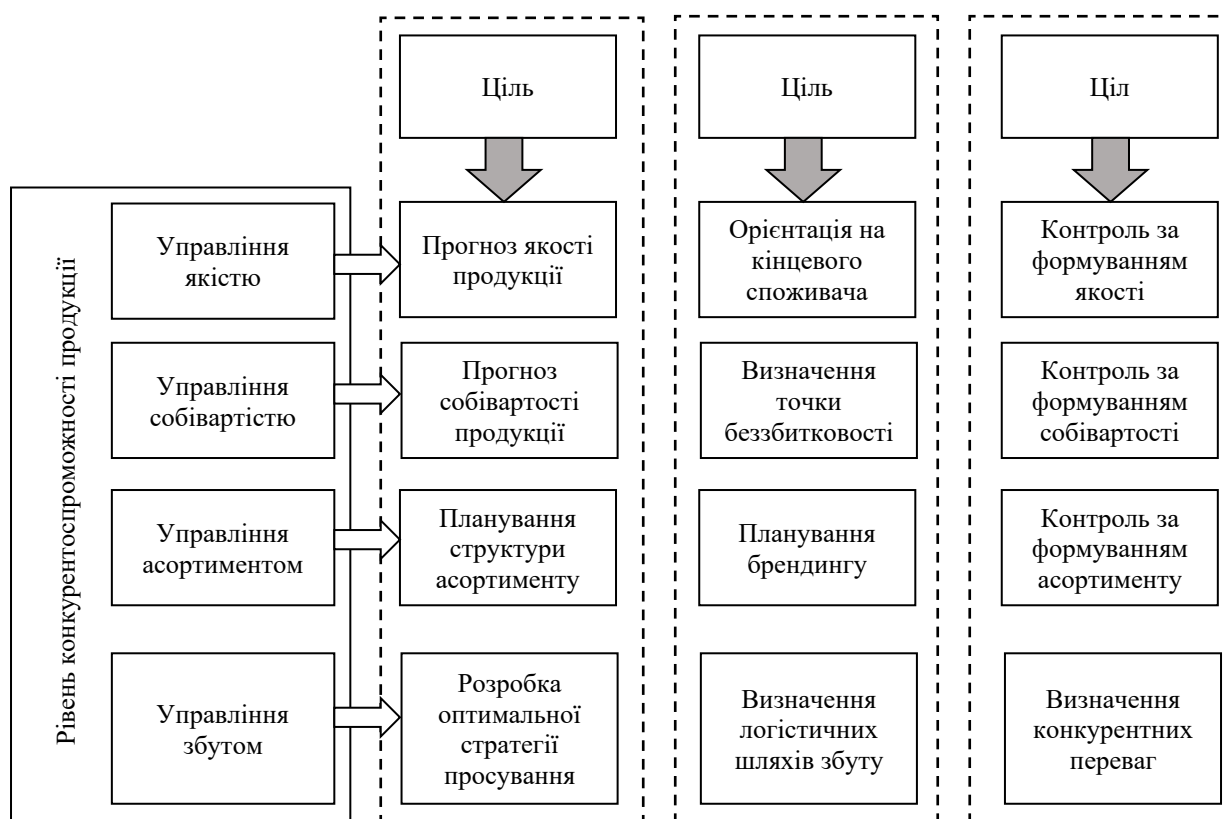 Ціль
Ціль
Ціл
Рівень конкурентоспроможності продукції
Управління
якістю
Прогноз якості
продукції
Орієнтація на
кінцевого
споживача
Контроль за
формуванням
якості
Управління
собівартістю
Прогноз
собівартості
продукції
Визначення
точки
беззбитковості
Контроль за
формуванням
собівартості
Управління
асортиментом
Планування
структури
асортименту
Планування
брендингу
Контроль за
формуванням
асортименту
Управління
збутом
Розробка
оптимальної
стратегії
просування
Визначення
логістичних
шляхів збуту
Визначення
конкурентних
переваг